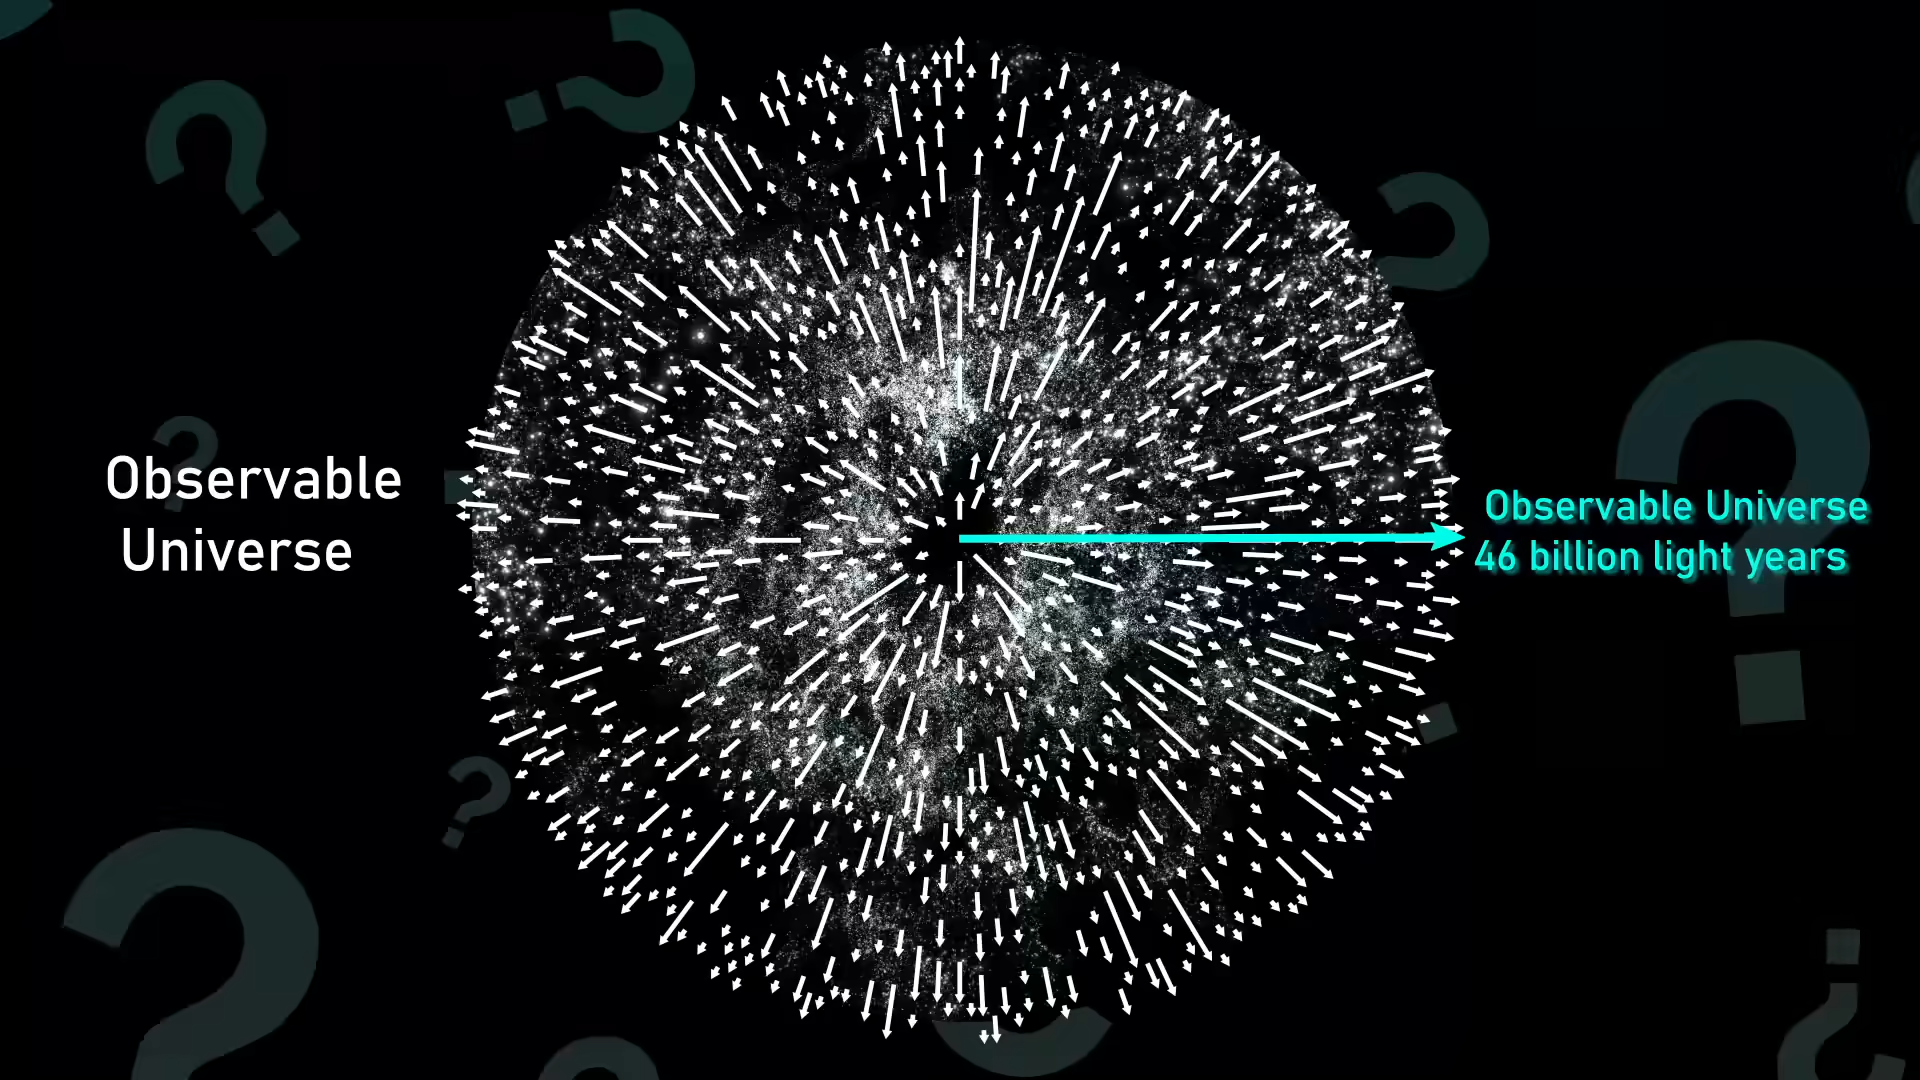 Observable
Universe
Observable Universe
46 billion light years
? ? ? ? ? ? ? ? ? ?